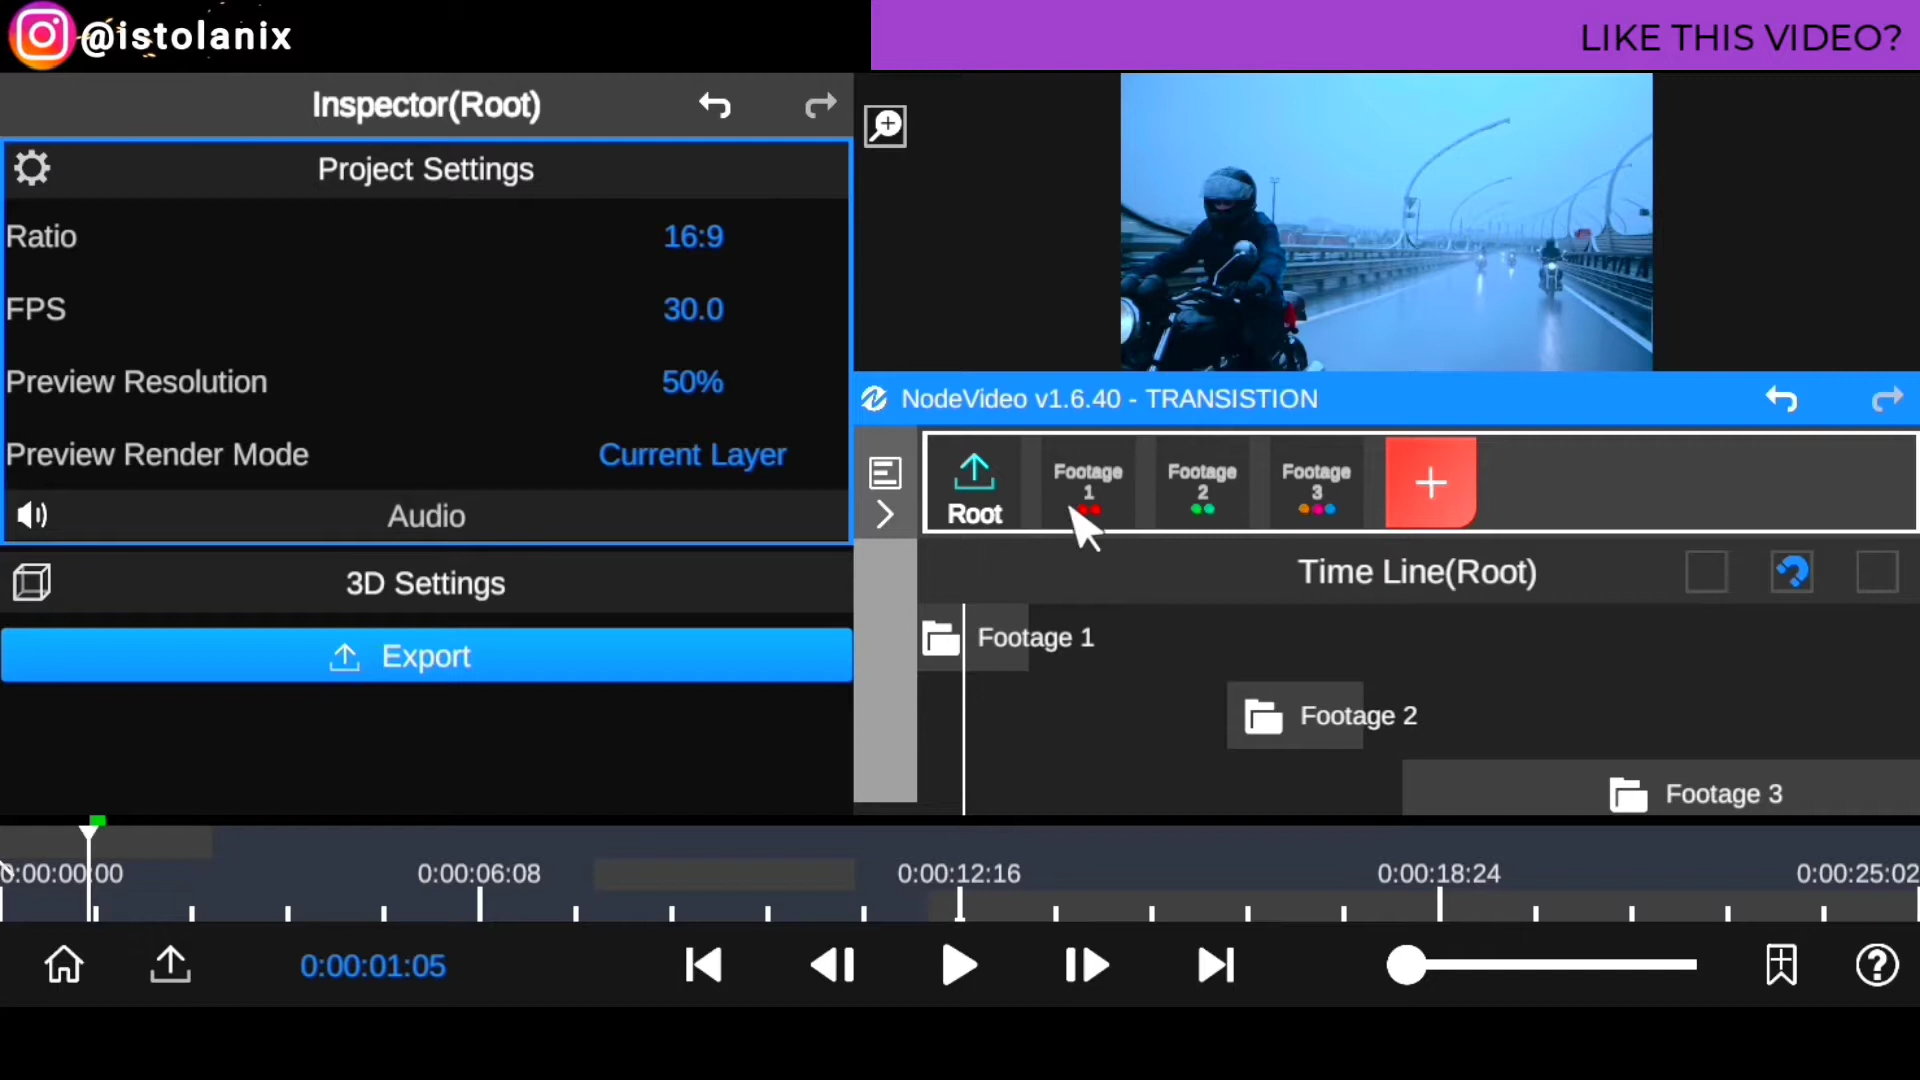 @istolanix
LIKE THIS VIDEO?
Inspector(Root)
Project Settings
Ratio 16:9
FPS 30.0
Preview Resolution 50%
Preview Render Mode Current Layer
Audio
3D Settings
Export
NodeVideo v1.6.40 - TRANSISTION
Root
Footage
1
Footage
2
Footage
3
Time Line(Root)
Footage 1
Footage 2
Footage 3
0:00:00:00 0:00:06:08 0:00:12:16 0:00:18:24 0:00:25:02
0:00:01:05